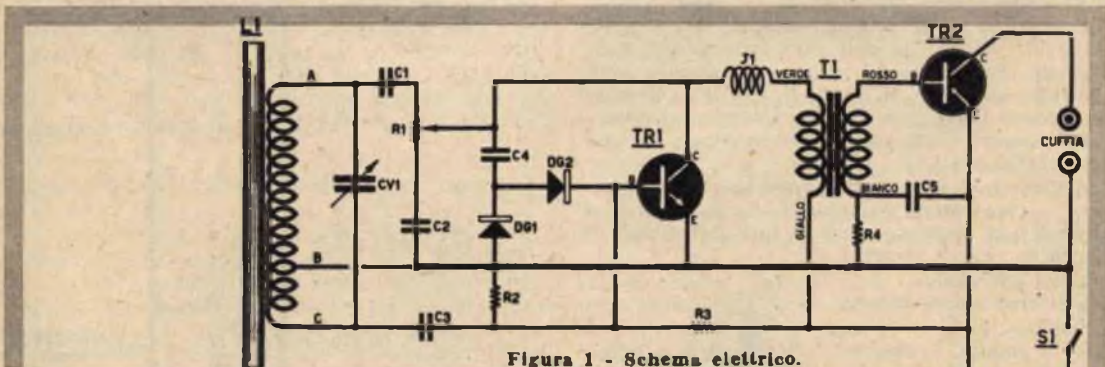 L1
TR2
A
C1
J1
VERDE
T1
ROSSO
B
C
E
R1
TR1
CUFFIA
C4
DG2
B
C
E
CV1
BIANCO
C5
C2
DG1
GIALLO
R4
B
R2
C
C3
R3
S1
Figura 1 - Schema elettrico.